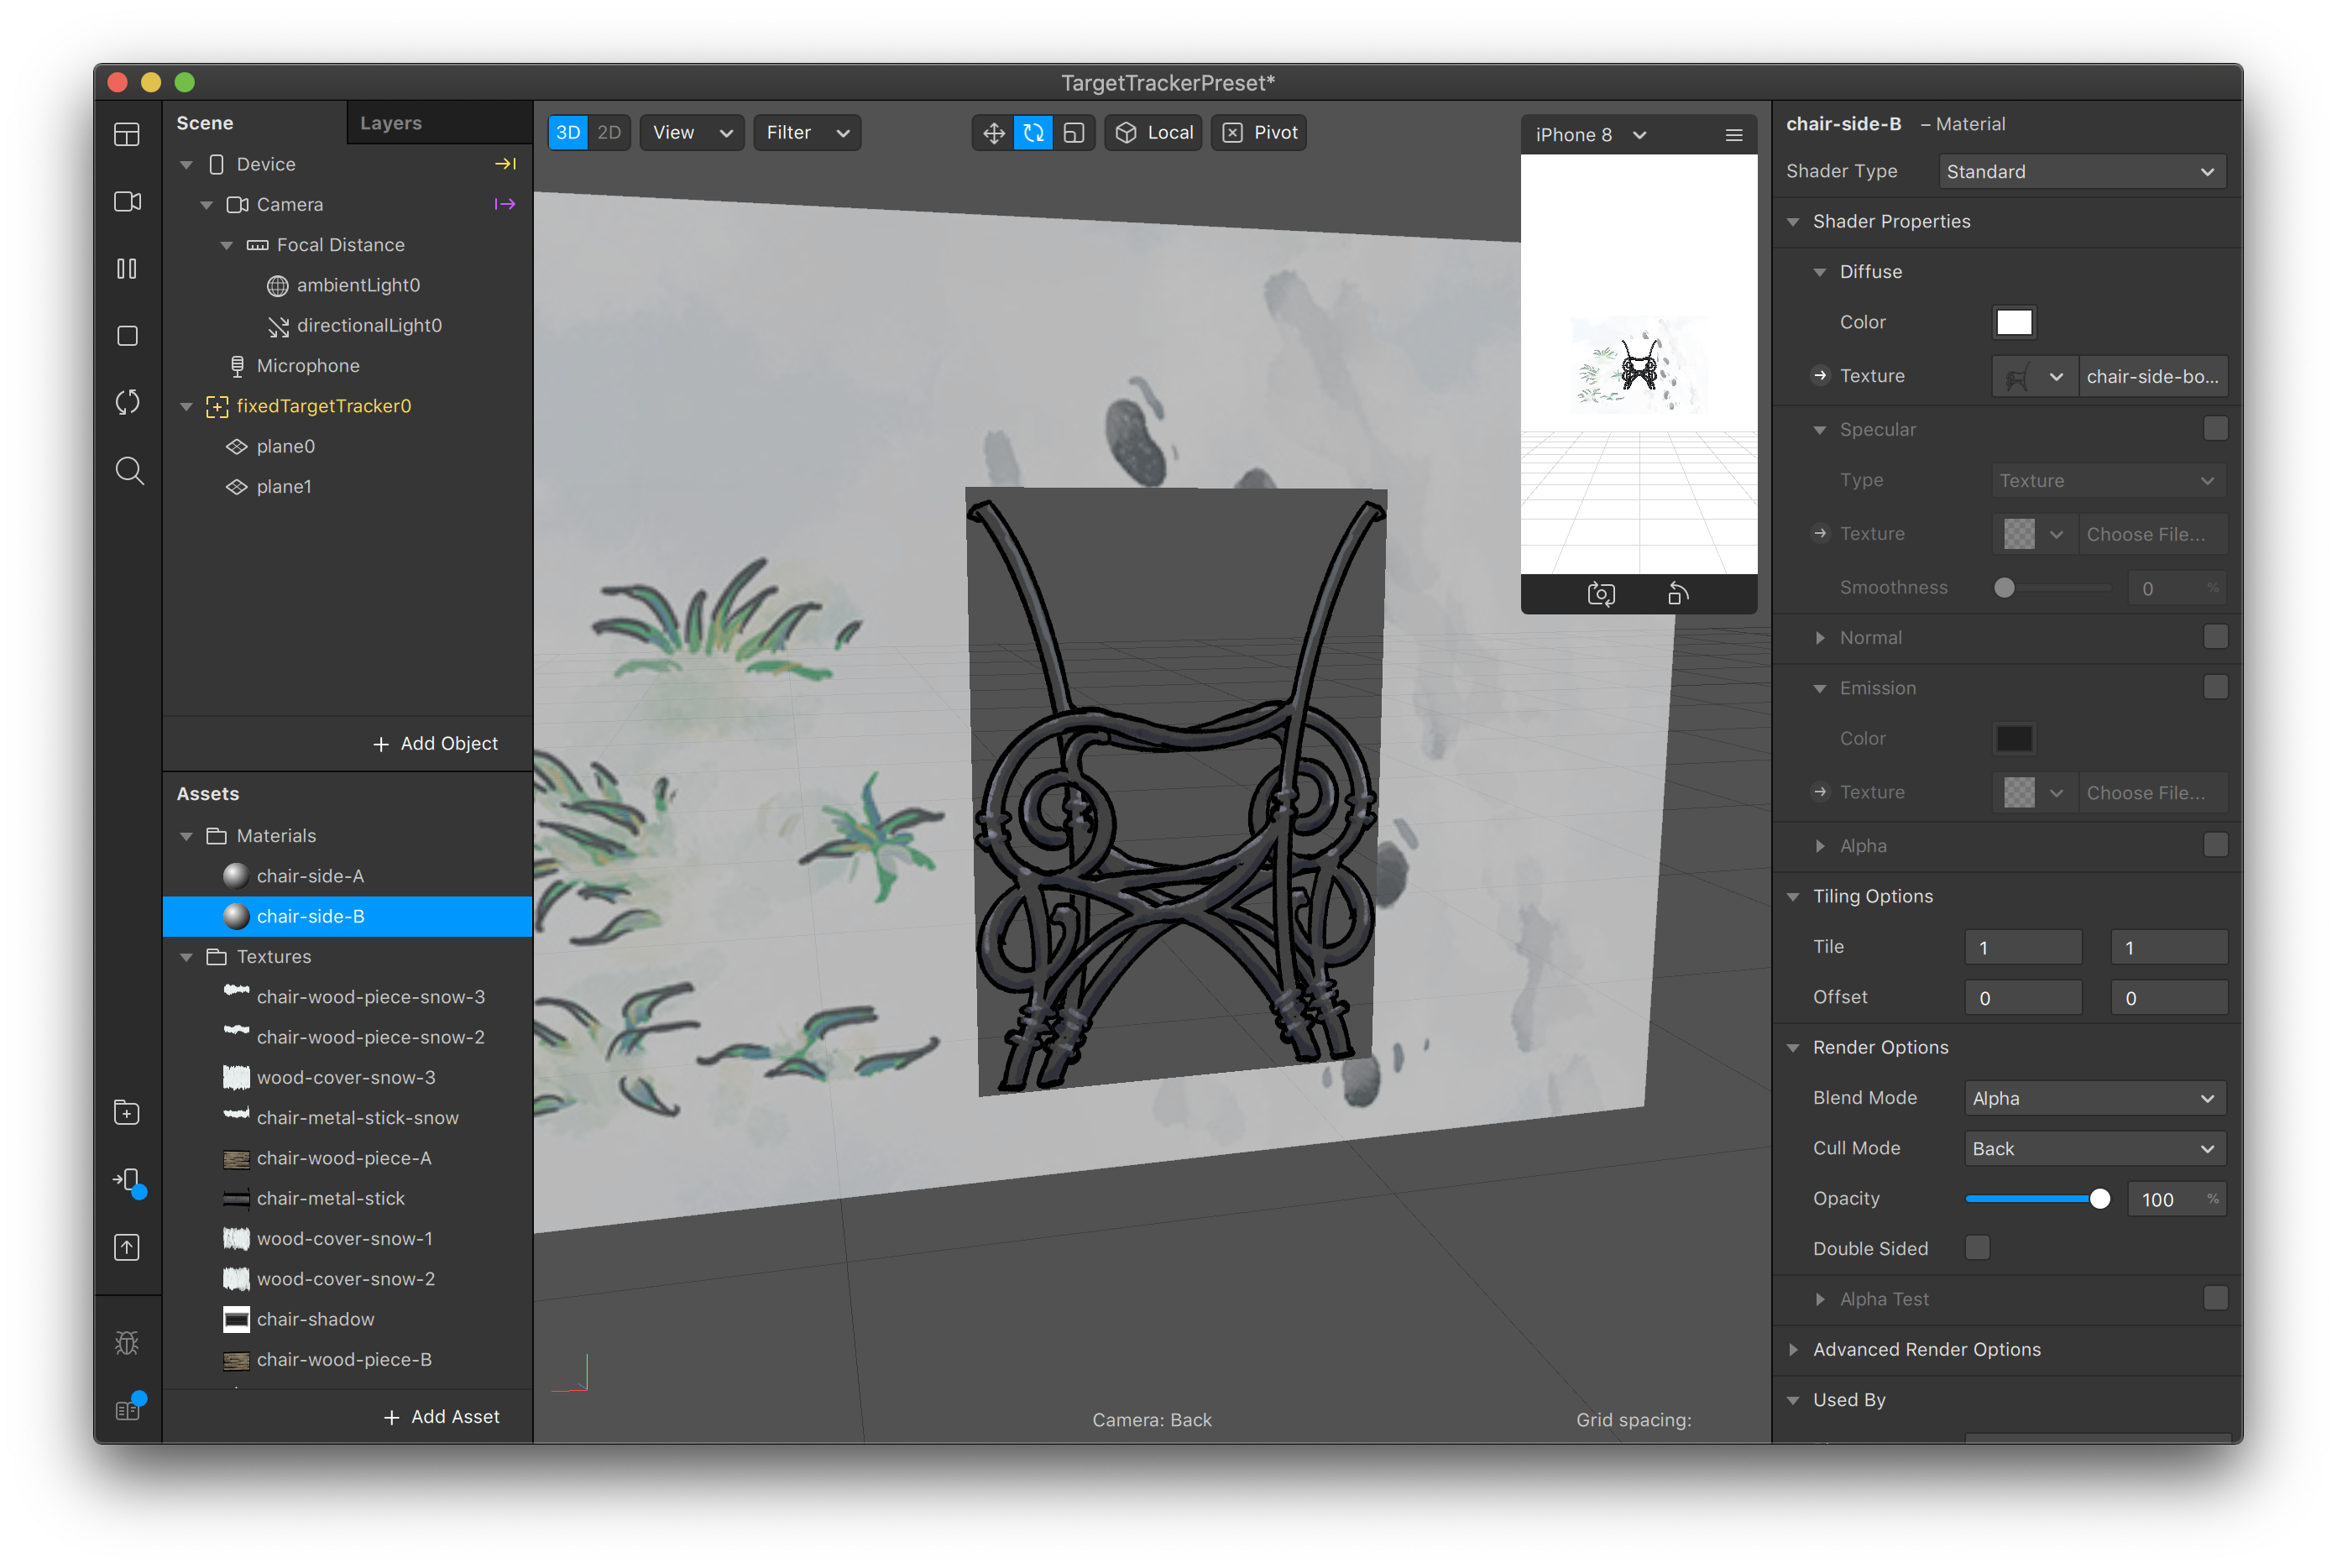 TargetTrackerPreset*
Scene
Layers
Device
Camera
Focal Distance
ambientLight0
directionalLight0
Microphone
fixedTargetTracker0
plane0
plane1
+ Add Object
Assets
Materials
chair-side-A
chair-side-B
Textures
chair-wood-piece-snow-3
chair-wood-piece-snow-2
wood-cover-snow-3
chair-metal-stick-snow
chair-wood-piece-A
chair-metal-stick
wood-cover-snow-1
wood-cover-snow-2
chair-shadow
chair-wood-piece-B
+ Add Asset
3D 2D View Filter Local Pivot
iPhone 8
Camera: Back
Grid spacing:
chair-side-B – Material
Shader Type Standard
Shader Properties
Diffuse
Color
Texture chair-side-bo...
Specular
Type Texture
Texture Choose File...
Smoothness 0 %
Normal
Emission
Color
Texture Choose File...
Alpha
Tiling Options
Tile 1 1
Offset 0 0
Render Options
Blend Mode Alpha
Cull Mode Back
Opacity 100 %
Double Sided
Alpha Test
Advanced Render Options
Used By